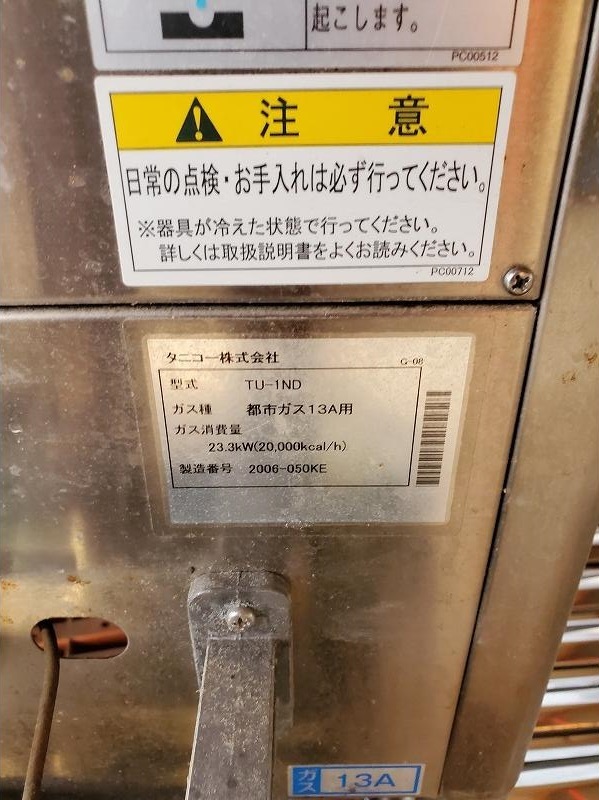 起こします。
PC00512
注 意
日常の点検・お手入れは必ず行ってください。
※器具が冷えた状態で行ってください。
詳しくは取扱説明書をよくお読みください。
PC00712
タニコー株式会社 G-08
型式 TU-1ND
ガス種 都市ガス13A用
ガス消費量
23.3kW(20,000kcal/h)
製造番号 2006-050KE
ガス 13A